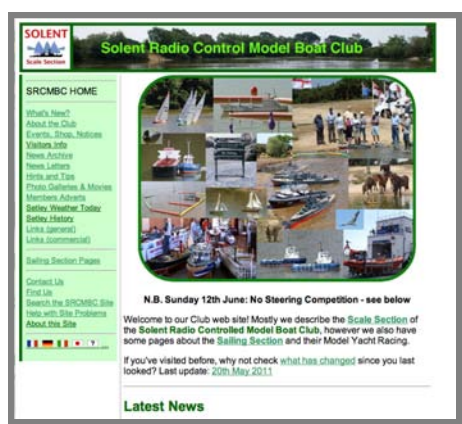 SOLENT
Scale Section
Solent Radio Control Model Boat Club
SRCMBC HOME
What's New?
About the Club
Events, Shop, Notices
Visitors Info
News Archive
News Letters
Hints and Tips
Photo Galleries & Movies
Members Adverts
Setley Weather Today
Setley History
Links (general)
Links (commercial)
Sailing Section Pages
Contact Us
Find Us
Search the SRCMBC Site
Help with Site Problems
About this Site
?
...
N.B. Sunday 12th June: No Steering Competition - see below
Welcome to our Club web site! Mostly we describe the Scale Section of
the Solent Radio Controlled Model Boat Club, however we also have
some pages about the Sailing Section and their Model Yacht Racing.
If you've visited before, why not check what has changed since you last
looked? Last update: 20th May 2011
Latest News